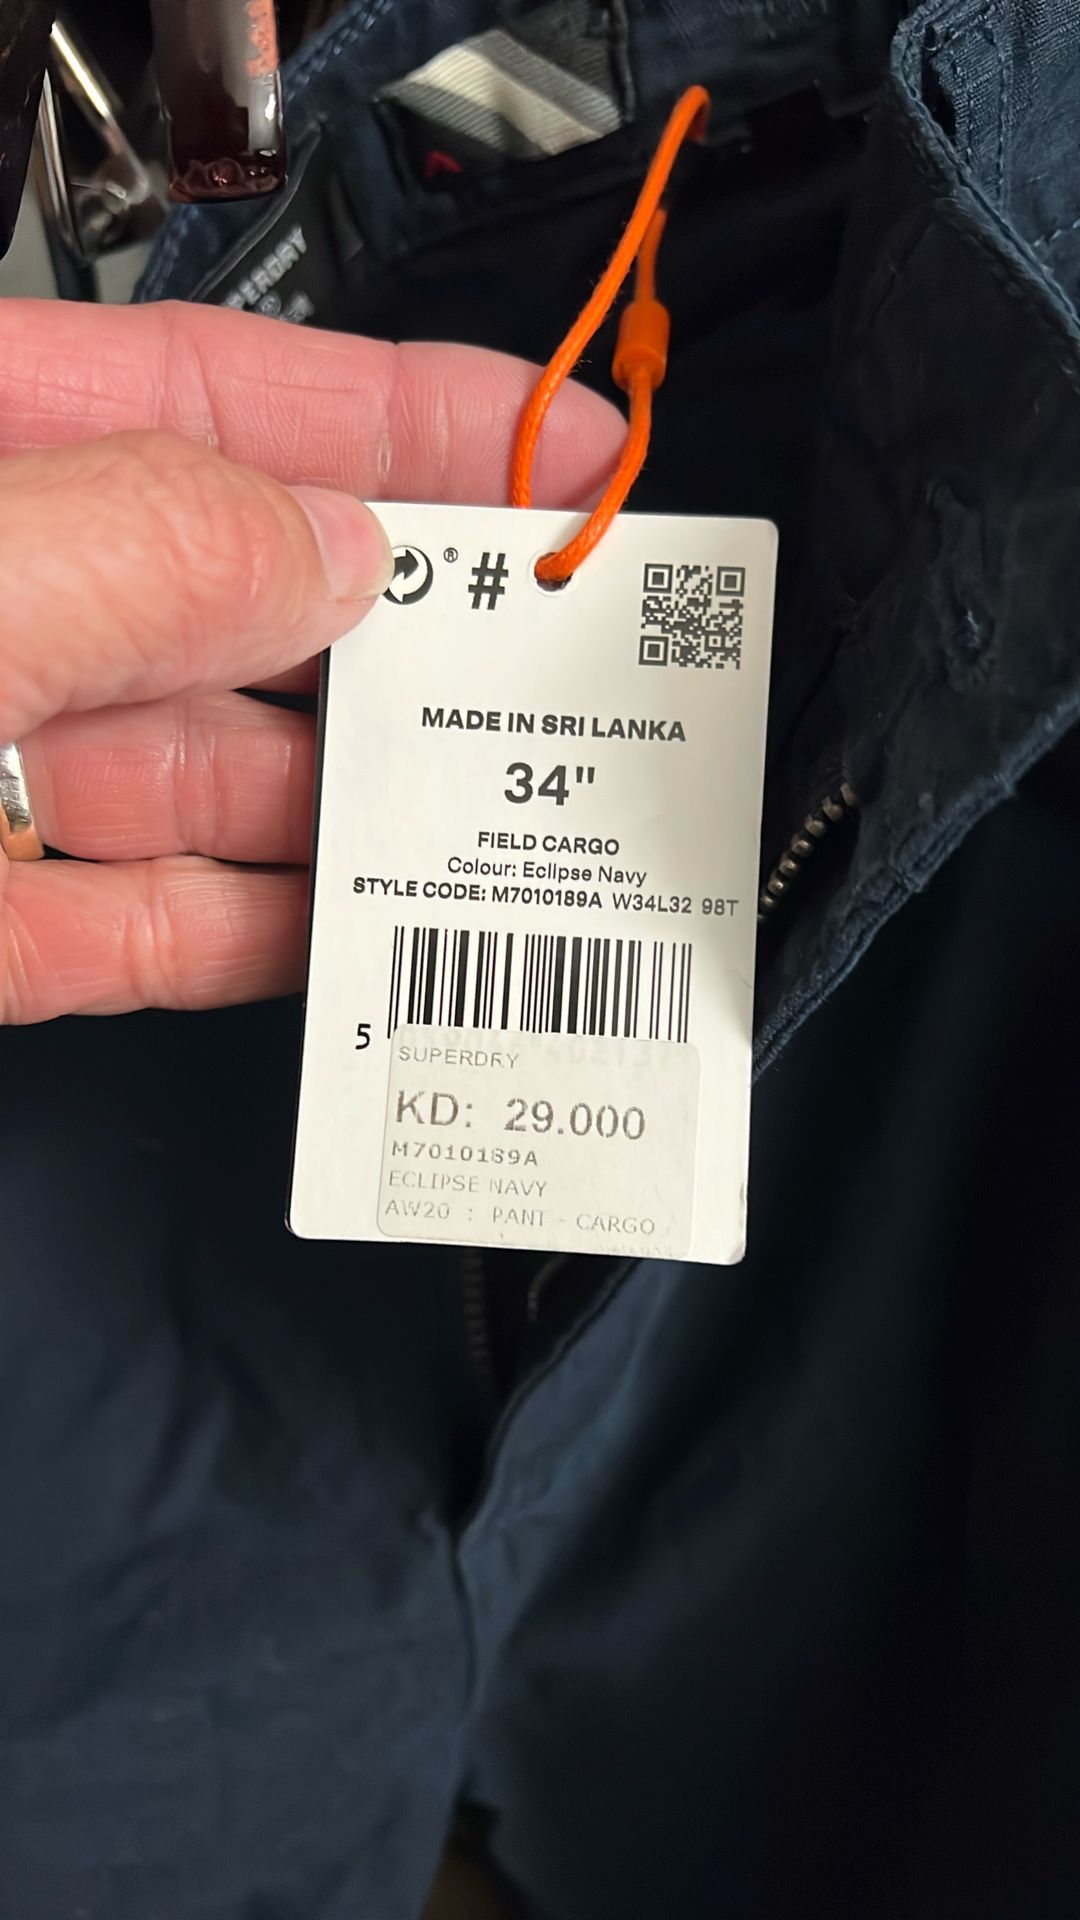 SUPERDRY
® #
MADE IN SRI LANKA
34"
FIELD CARGO
Colour: Eclipse Navy
STYLE CODE: M7010189A W34L32 98T
5
SUPERDRY
KD: 29.000
M7010189A
ECLIPSE NAVY
AW20 : PANT - CARGO